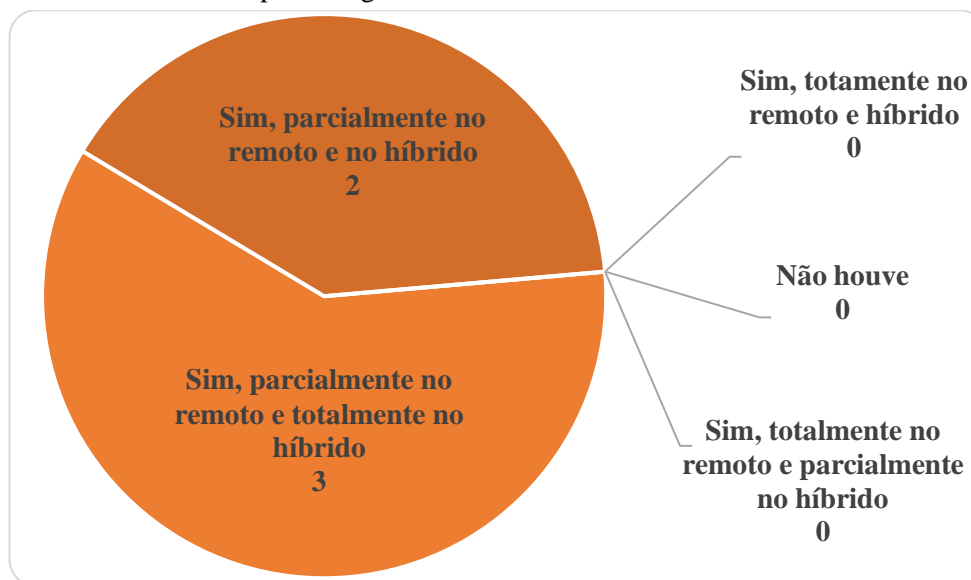 Sim, parcialmente no
remoto e no híbrido
2
Sim, totamente no
remoto e híbrido
0
Não houve
0
Sim, parcialmente no
remoto e totalmente no
híbrido
3
Sim, totalmente no
remoto e parcialmente
no híbrido
0